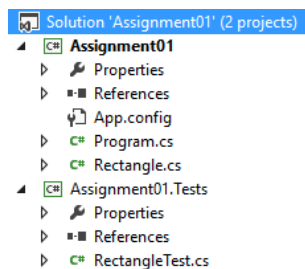 Solution 'Assignment01' (2 projects)
C# Assignment01
Properties
References
App.config
C# Program.cs
C# Rectangle.cs
C# Assignment01.Tests
Properties
References
C# RectangleTest.cs